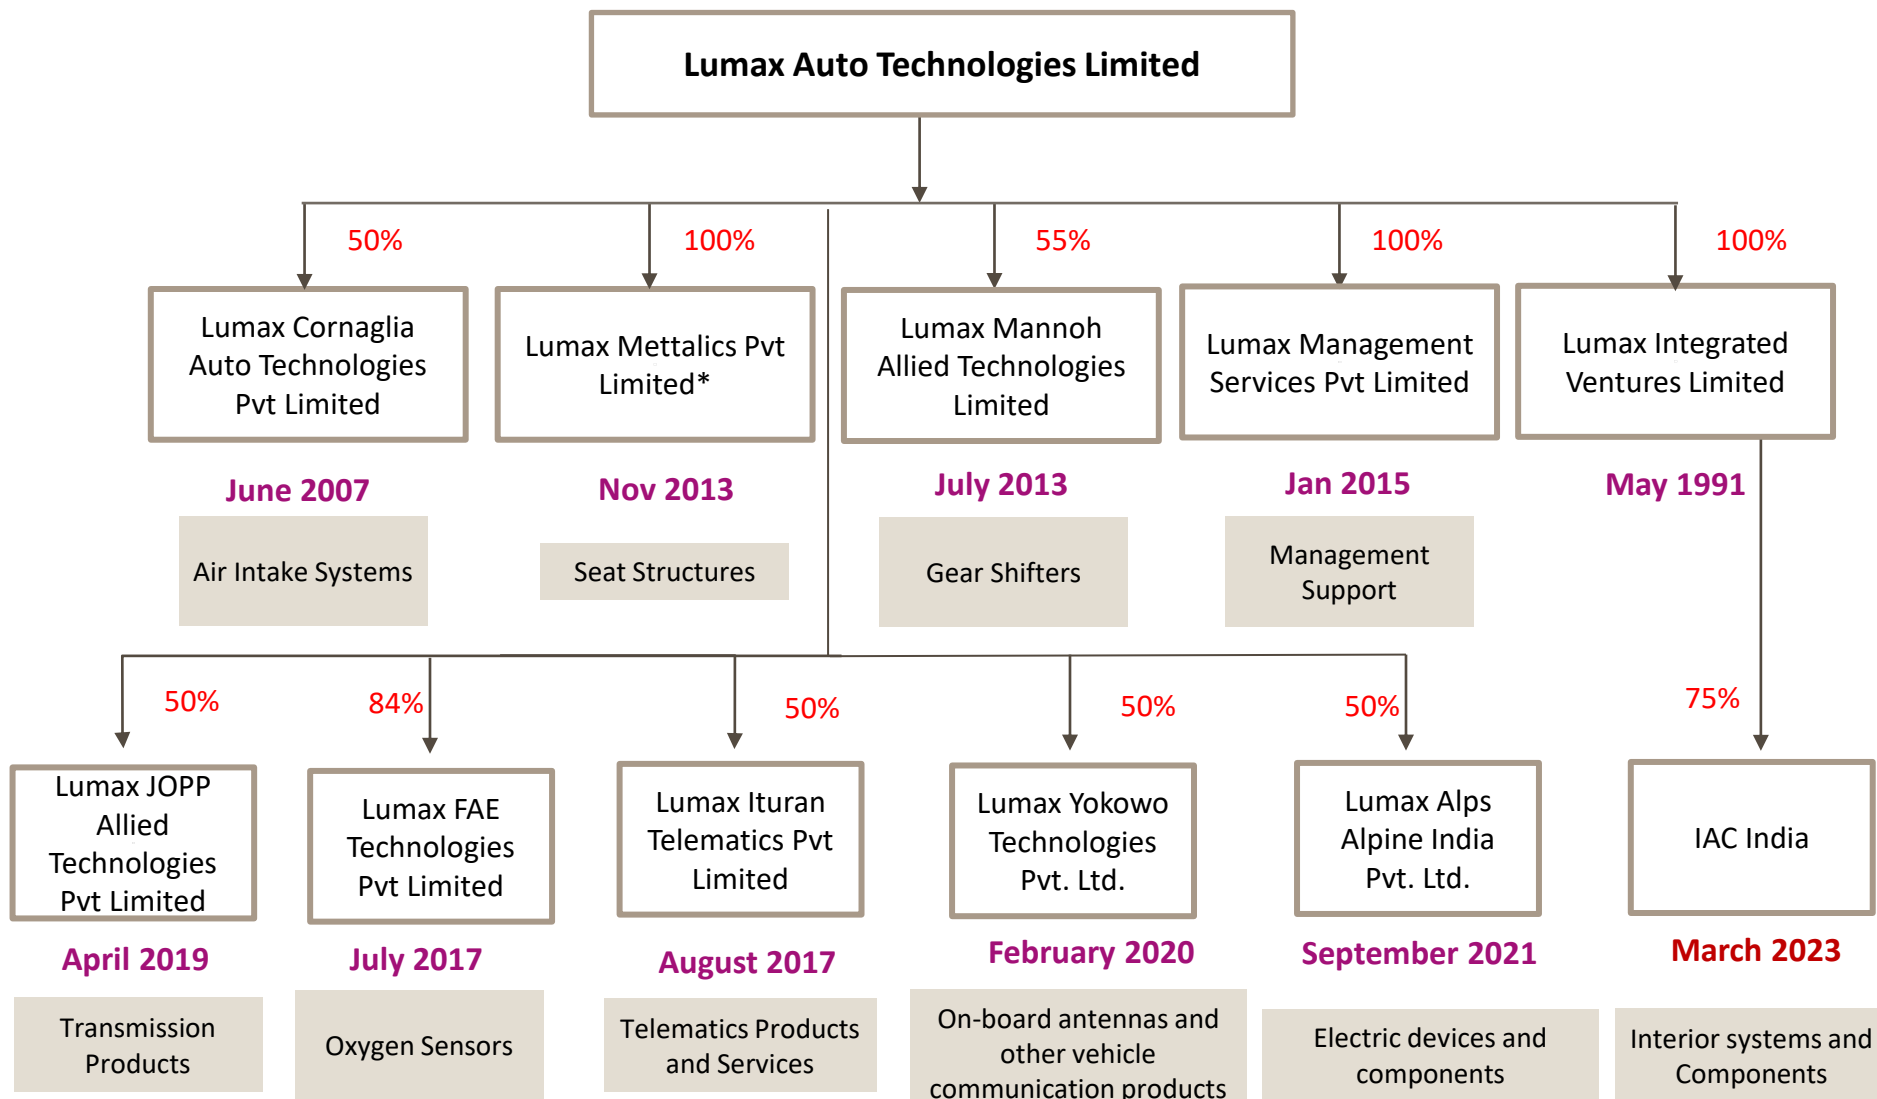 Lumax Auto Technologies Limited
50%
100%
55%
100%
100%
Lumax Cornaglia
Auto Technologies
Pvt Limited
Lumax Mettalics Pvt
Limited*
Lumax Mannoh
Allied Technologies
Limited
Lumax Management
Services Pvt Limited
Lumax Integrated
Ventures Limited
June 2007
Nov 2013
July 2013
Jan 2015
May 1991
Air Intake Systems
Seat Structures
Gear Shifters
Management
Support
50%
84%
50%
50%
50%
75%
Lumax JOPP
Allied
Technologies
Pvt Limited
Lumax FAE
Technologies
Pvt Limited
Lumax Ituran
Telematics Pvt
Limited
Lumax Yokowo
Technologies
Pvt. Ltd.
Lumax Alps
Alpine India
Pvt. Ltd.
IAC India
April 2019
July 2017
August 2017
February 2020
September 2021
March 2023
Transmission
Products
Oxygen Sensors
Telematics Products
and Services
On-board antennas and
other vehicle
communication products
Electric devices and
components
Interior systems and
Components